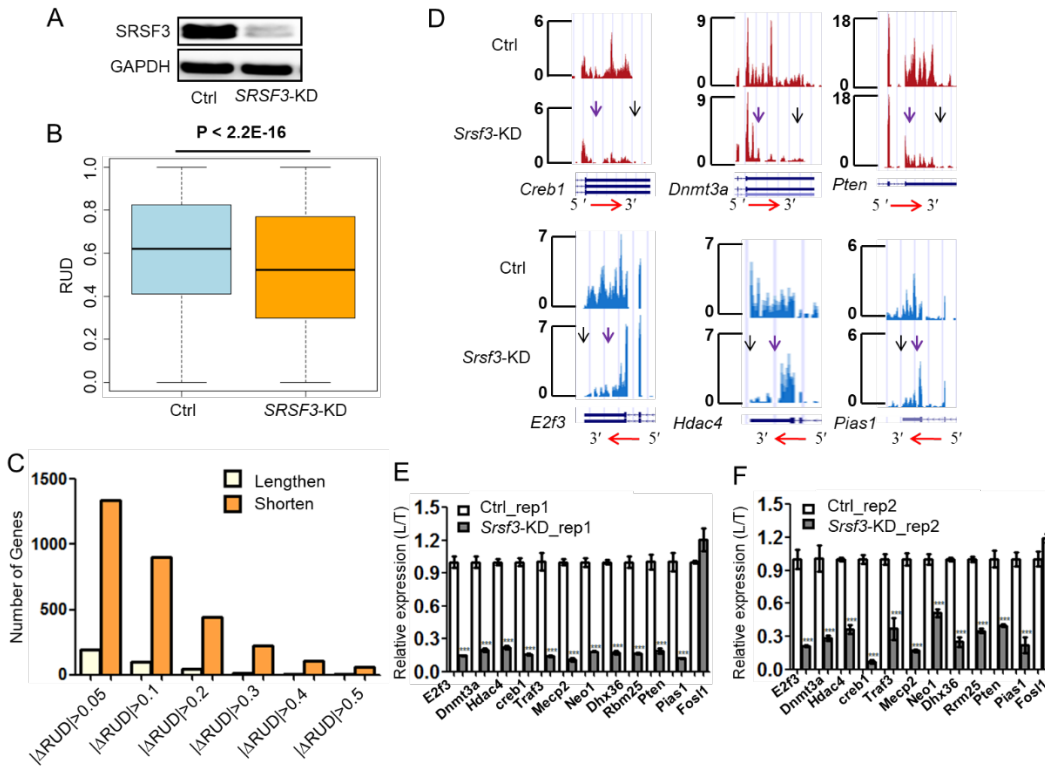 A
SRSF3
GAPDH
Ctrl SRSF3-KD
B
P < 2.2E-16
RUD
1.0
0.8
0.6
0.4
0.2
0.0
Ctrl SRSF3-KD
C
Number of Genes
1500
1000
500
0
Lengthen
Shorten
|ΔRUD|>0.05
|ΔRUD|>0.1
|ΔRUD|>0.2
|ΔRUD|>0.3
|ΔRUD|>0.4
|ΔRUD|>0.5
D
Ctrl
6
0
6
Srsf3-KD
0
Creb1
5 ′ 3′
9
0
9
0
Dnmt3a
5 ′ 3′
18
0
18
0
Pten
5 ′ 3′
Ctrl
7
0
7
Srsf3-KD
0
E2f3
3′ 5′
7
0
7
0
Hdac4
3′ 5′
7
0
7
0
Pias1
3′ 5′
E
Relative expression (L/T)
1.5
1.2
0.9
0.6
0.3
0.0
Ctrl_rep1
Srsf3-KD_rep1
*** *** *** *** *** *** *** *** *** *** ***
E2f3
Dnmt3a
Hdac4
creb1
Traf3
Mecp2
Neo1
Dhx36
Rbm25
Pten
Pias1
Fosl1
F
Relative expression (L/T)
1.5
1.2
0.9
0.6
0.3
0.0
Ctrl_rep2
Srsf3-KD_rep2
*** *** *** *** *** *** *** *** *** *** ***
E2f3
Dnmt3a
Hdac4
creb1
Traf3
Mecp2
Neo1
Dhx36
Rrm25
Pten
Pias1
Fosl1